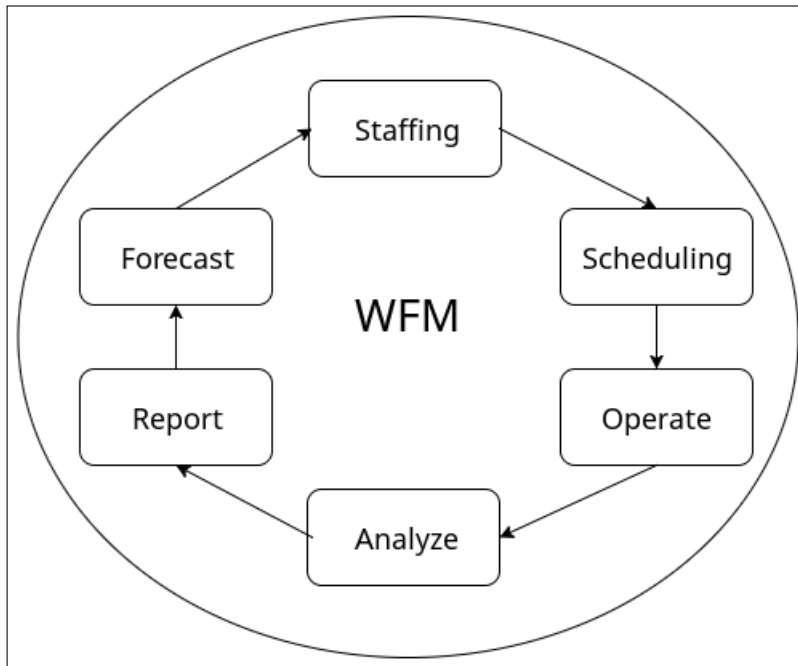 Staffing
Forecast
Scheduling
WFM
Report
Operate
Analyze